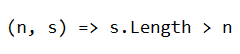 (n, s) => s.Length > n